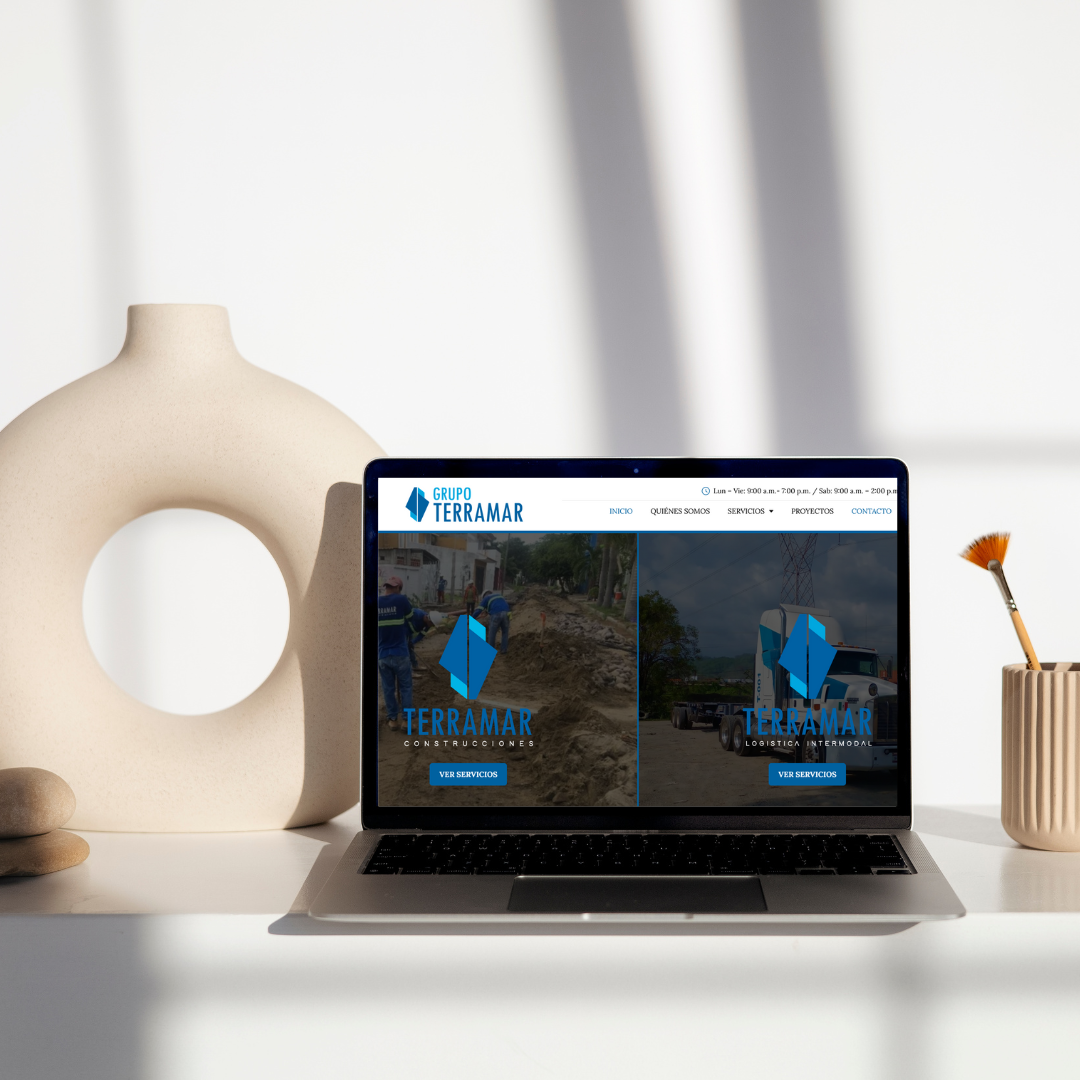 GRUPO
TERRAMAR
Lun - Vie: 9:00 a.m.- 7:00 p.m. / Sab: 9:00 a.m. - 2:00 p.m
INICIO QUIÉNES SOMOS SERVICIOS PROYECTOS CONTACTO
TERRAMAR
CONSTRUCCIONES
VER SERVICIOS
TERRAMAR
LOGISTICA INTERMODAL
VER SERVICIOS